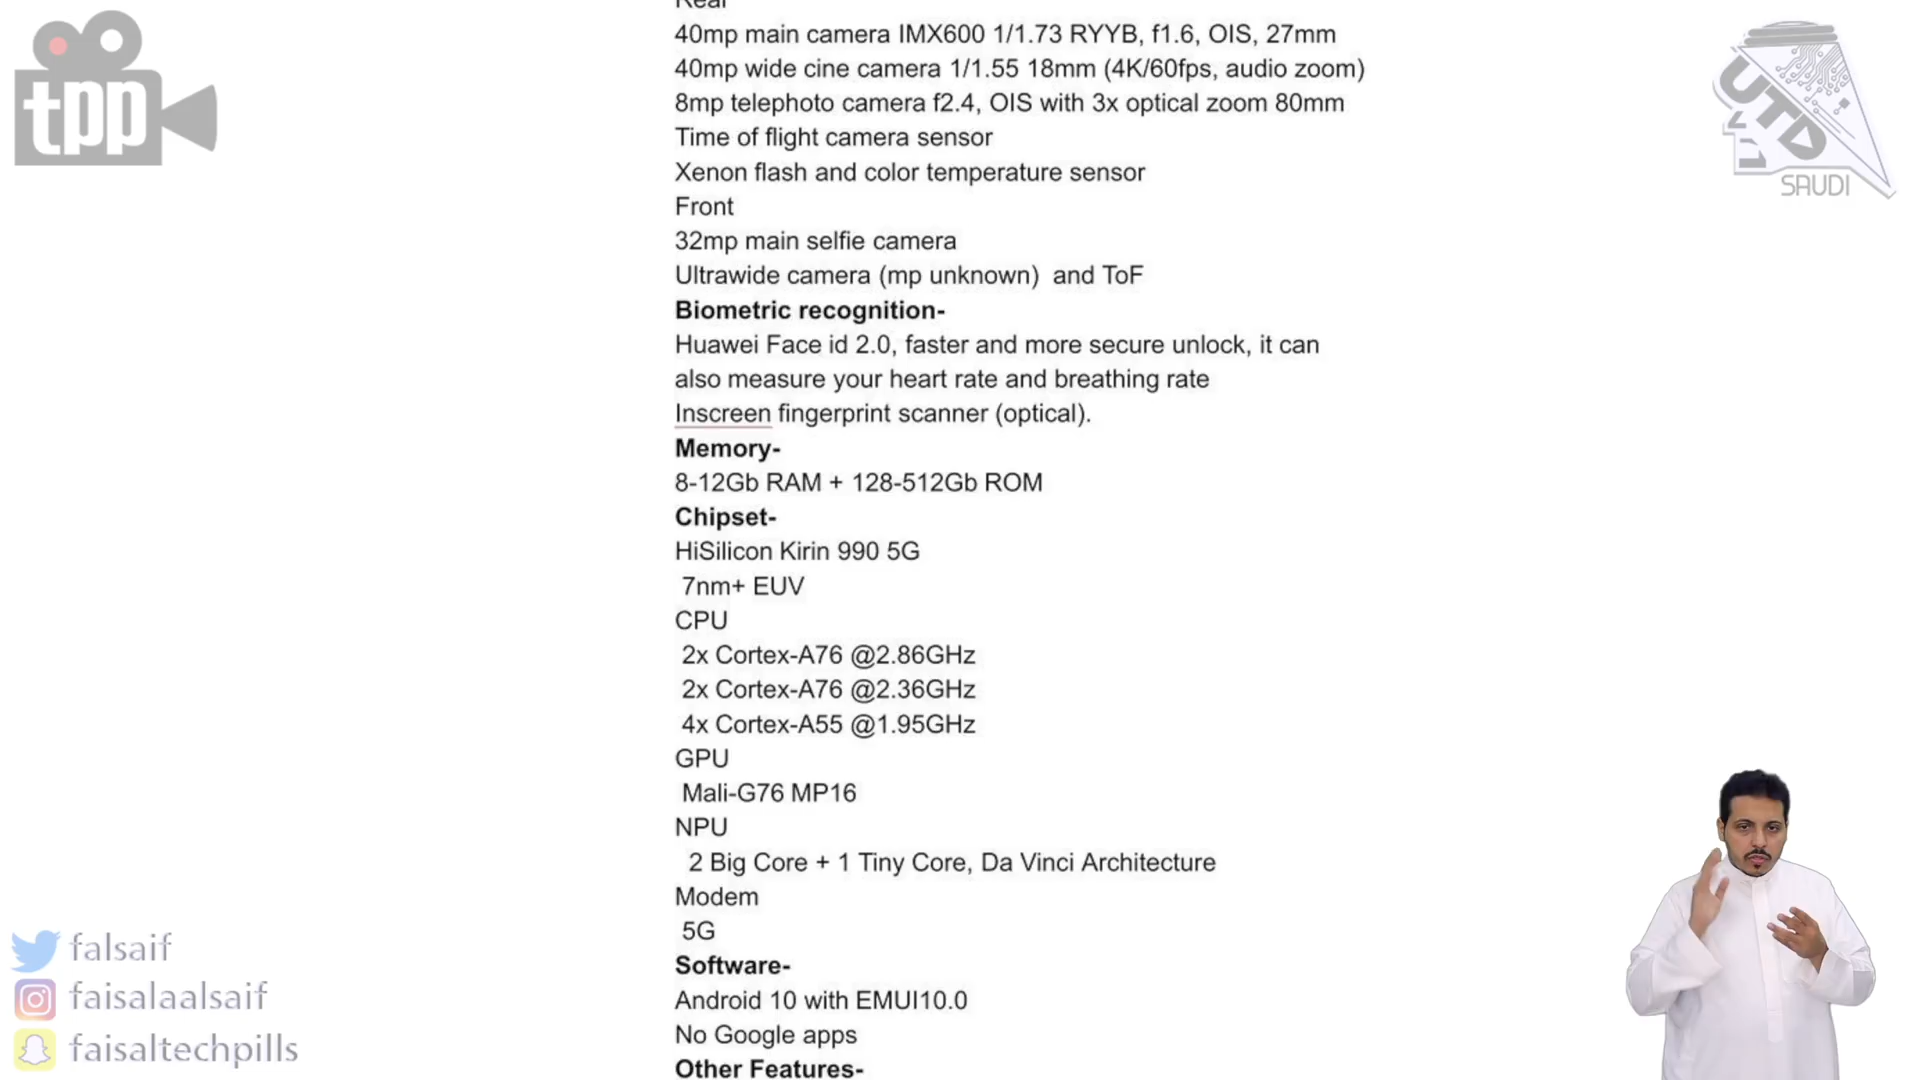 Rear
40mp main camera IMX600 1/1.73 RYYB, f1.6, OIS, 27mm
40mp wide cine camera 1/1.55 18mm (4K/60fps, audio zoom)
8mp telephoto camera f2.4, OIS with 3x optical zoom 80mm
Time of flight camera sensor
Xenon flash and color temperature sensor
Front
32mp main selfie camera
Ultrawide camera (mp unknown)  and ToF
Biometric recognition-
Huawei Face id 2.0, faster and more secure unlock, it can
also measure your heart rate and breathing rate
Inscreen fingerprint scanner (optical).
Memory-
8-12Gb RAM + 128-512Gb ROM
Chipset-
HiSilicon Kirin 990 5G
7nm+ EUV
CPU
2x Cortex-A76 @2.86GHz
2x Cortex-A76 @2.36GHz
4x Cortex-A55 @1.95GHz
GPU
Mali-G76 MP16
NPU
2 Big Core + 1 Tiny Core, Da Vinci Architecture
Modem
5G
Software-
Android 10 with EMUI10.0
No Google apps
Other Features-
tpp
UTD
SAUDI
falsaif
faisalaalsaif
faisaltechpills